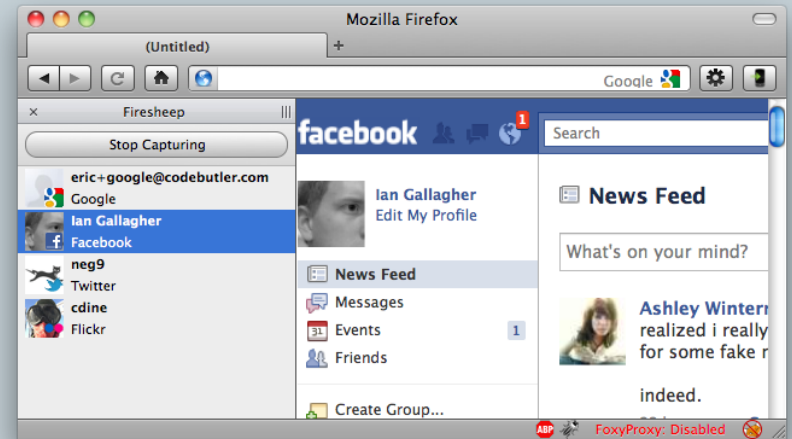 Mozilla Firefox
(Untitled)
+
Google
× Firesheep
Stop Capturing
eric+google@codebutler.com
Google
Ian Gallagher
Facebook
neg9
Twitter
cdine
Flickr
facebook
1
Search
Ian Gallagher
Edit My Profile
News Feed
Messages
31 Events 1
Friends
Create Group...
News Feed
What's on your mind?
Ashley
realized i really
for some fake
indeed.
ABP FoxyProxy: Disabled